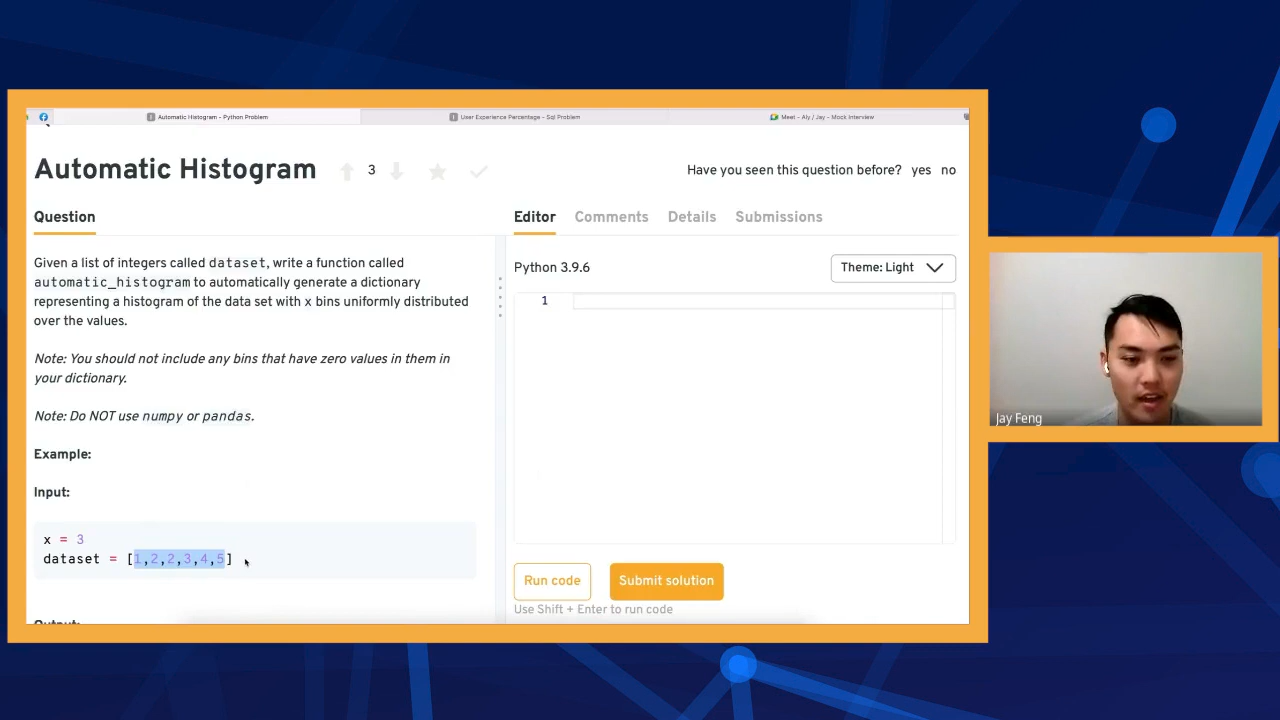 Automatic Histogram - Python Problem
User Experience Percentage - Sql Problem
Meet - Aly / Jay - Mock Interview
Automatic Histogram
3
Have you seen this question before? yes no
Question
Given a list of integers called dataset, write a function called
automatic_histogram to automatically generate a dictionary
representing a histogram of the data set with x bins uniformly distributed
over the values.
Note: You should not include any bins that have zero values in them in
your dictionary.
Note: Do NOT use numpy or pandas.
Example:
Input:
x = 3
dataset = [1,2,2,3,4,5]
Output:
Editor Comments Details Submissions
Python 3.9.6
Theme: Light
1
Run code
Submit solution
Use Shift + Enter to run code
Jay Feng